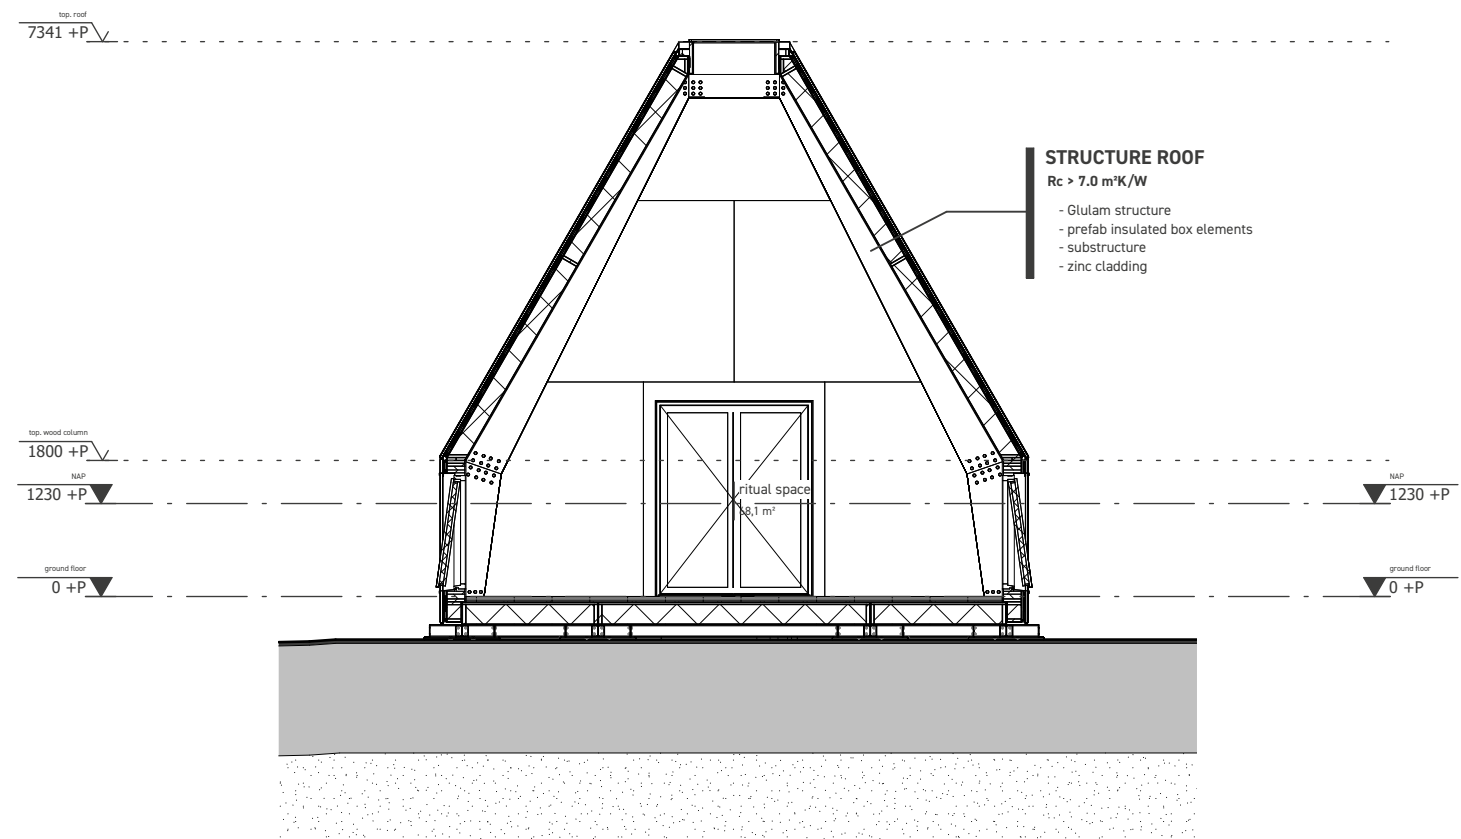 top. roof
7341 +P
STRUCTURE ROOF
Rc > 7.0 m²K/W
- Glulam structure
- prefab insulated box elements
- substructure
- zinc cladding
top. wood column
1800 +P
NAP
1230 +P
NAP
1230 +P
ritual space
8,1 m²
ground floor
0 +P
ground floor
0 +P